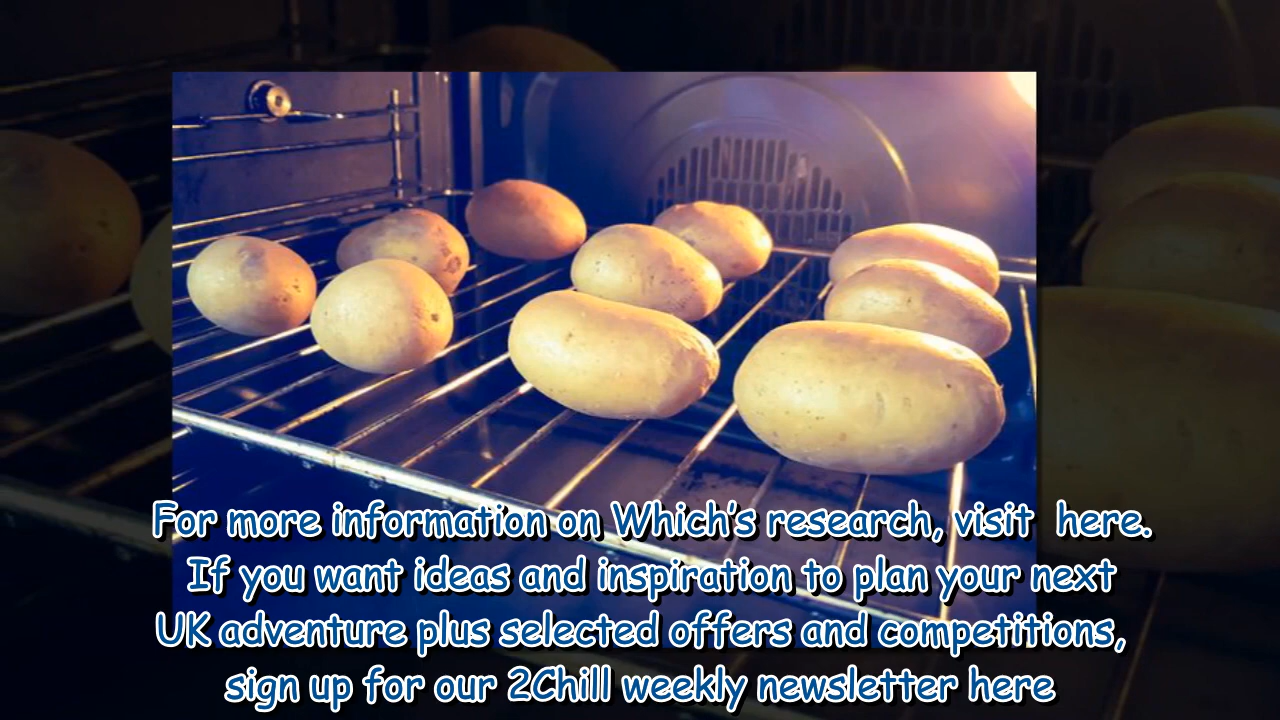 For more information on Which's research, visit  here.
If you want ideas and inspiration to plan your next
UK adventure plus selected offers and competitions,
sign up for our 2Chill weekly newsletter here